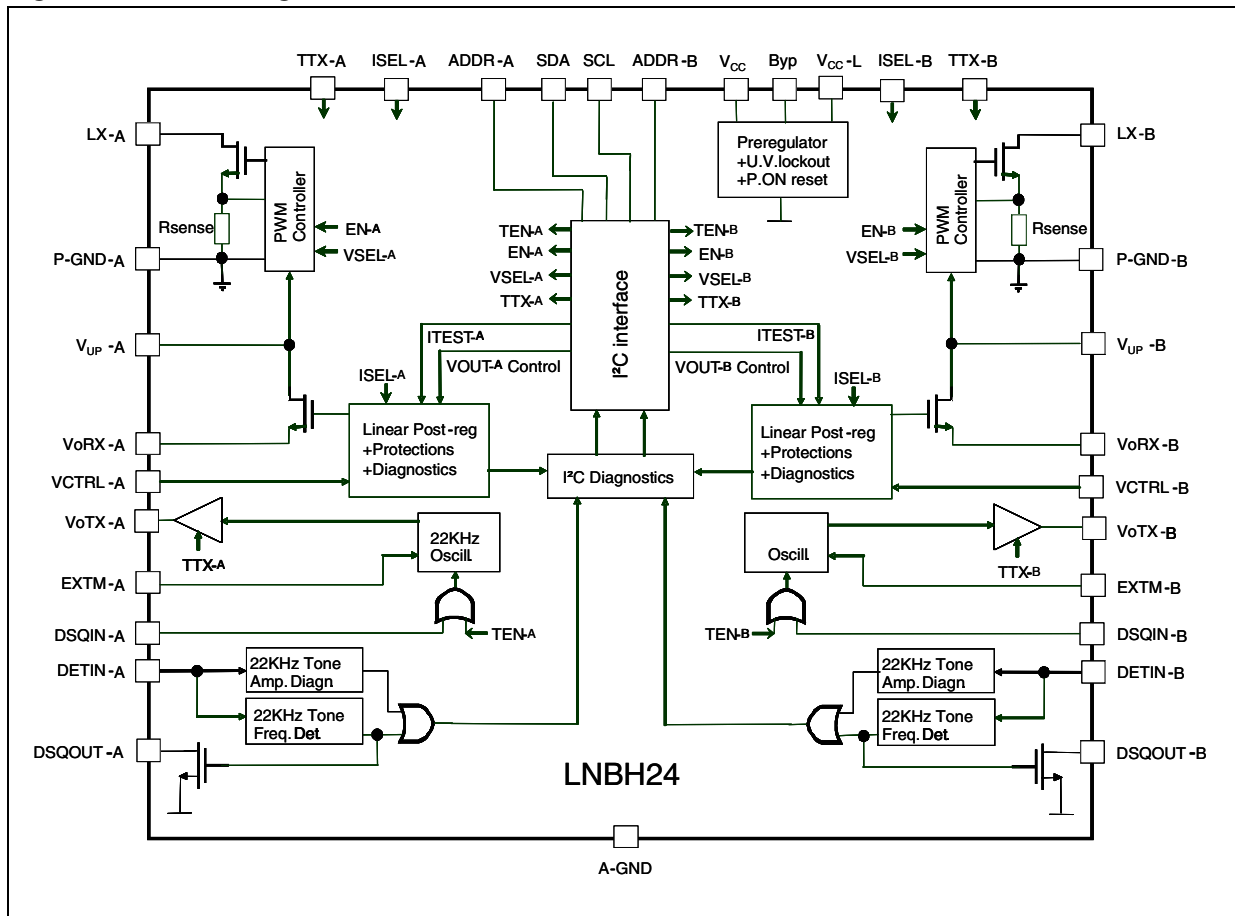 TTX-A ISEL-A ADDR-A SDA SCL ADDR-B VCC Byp VCC-L ISEL-B TTX-B
LX-A
LX-B
Preregulator
+U.V.lockout
+P.ON reset
PWM
Controller
PWM
Controller
Rsense
Rsense
EN-A
VSEL-A
EN-B
VSEL-B
P-GND-A
P-GND-B
TEN-A
EN-A
VSEL-A
TTX-A
I²C interface
TEN-B
EN-B
VSEL-B
TTX-B
VUP-A
VUP-B
ITEST-A
ITEST-B
VOUT-A Control
VOUT-B Control
ISEL-A
ISEL-B
VoRX-A
VoRX-B
Linear Post-reg
+Protections
+Diagnostics
I²C Diagnostics
Linear Post-reg
+Protections
+Diagnostics
VCTRL-A
VCTRL-B
VoTX-A
VoTX-B
22KHz
Oscill.
Oscill.
TTX-A
TTX-B
EXTM-A
EXTM-B
DSQIN-A
TEN-A
TEN-B
DSQIN-B
DETIN-A
DETIN-B
22KHz Tone
Amp. Diagn.
22KHz Tone
Amp. Diagn.
22KHz Tone
Freq. Det.
22KHz Tone
Freq. Det.
DSQOUT-A
DSQOUT-B
LNBH24
A-GND